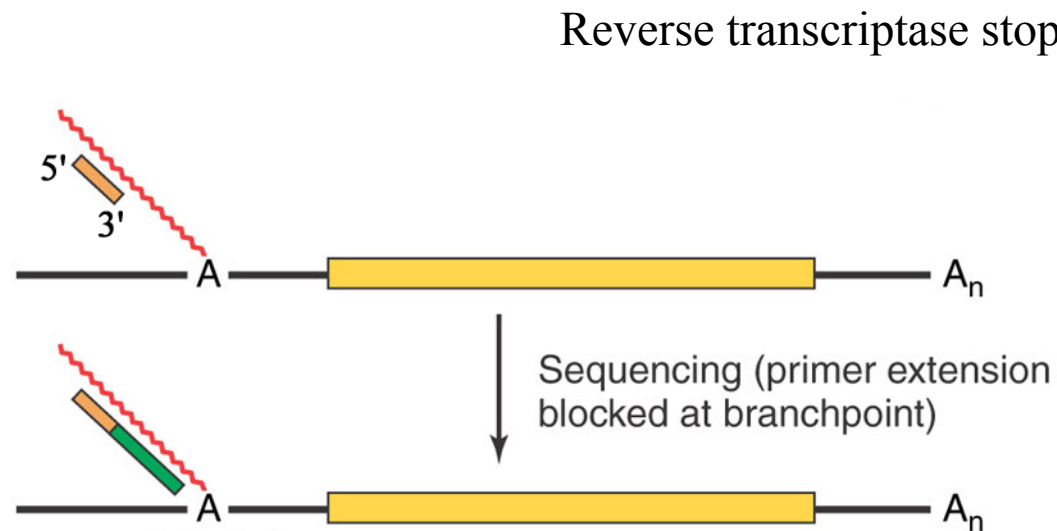 Reverse transcriptase stop
5'
3'
A
Aₙ
Sequencing (primer extension
blocked at branchpoint)
A
Aₙ